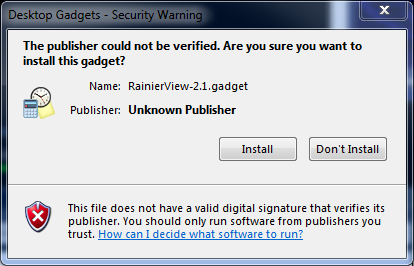 Desktop Gadgets - Security Warning
The publisher could not be verified. Are you sure you want to
install this gadget?
Name: RainierView-2.1.gadget
Publisher: Unknown Publisher
Install Don't Install
This file does not have a valid digital signature that verifies its
publisher. You should only run software from publishers you
trust. How can I decide what software to run?